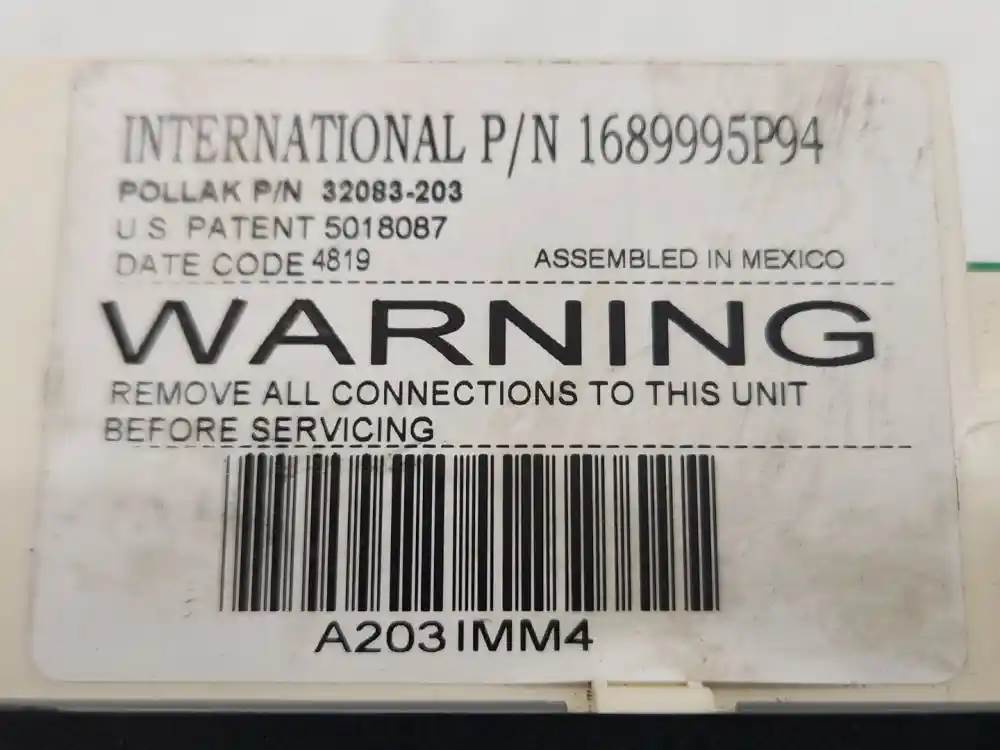 INTERNATIONAL P/N 1689995P94
POLLAK P/N 32083-203
U S PATENT 5018087
DATE CODE 4819 ASSEMBLED IN MEXICO
WARNING
REMOVE ALL CONNECTIONS TO THIS UNIT
BEFORE SERVICING
A203IMM4